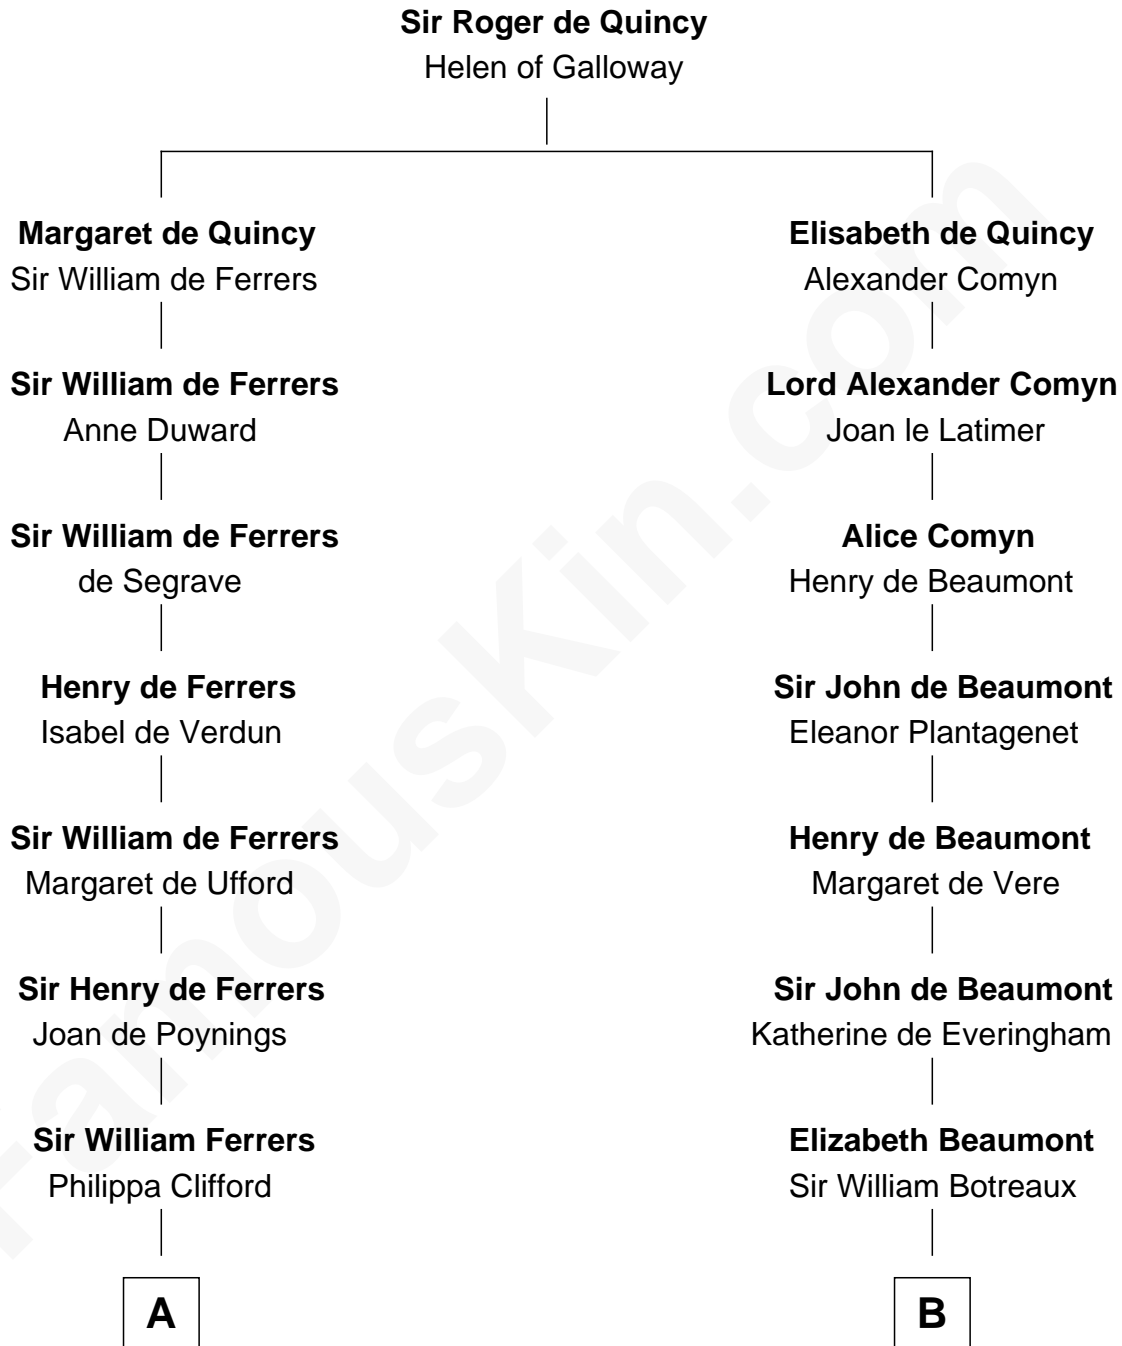 Sir Roger de Quincy
Helen of Galloway
Margaret de Quincy
Sir William de Ferrers
Elisabeth de Quincy
Alexander Comyn
Sir William de Ferrers
Anne Duward
Lord Alexander Comyn
Joan le Latimer
Sir William de Ferrers
de Segrave
Alice Comyn
Henry de Beaumont
Henry de Ferrers
Isabel de Verdun
Sir John de Beaumont
Eleanor Plantagenet
Sir William de Ferrers
Margaret de Ufford
Henry de Beaumont
Margaret de Vere
Sir Henry de Ferrers
Joan de Poynings
Sir John de Beaumont
Katherine de Everingham
Sir William Ferrers
Philippa Clifford
Elizabeth Beaumont
Sir William Botreaux
A
B
FamousKin.com